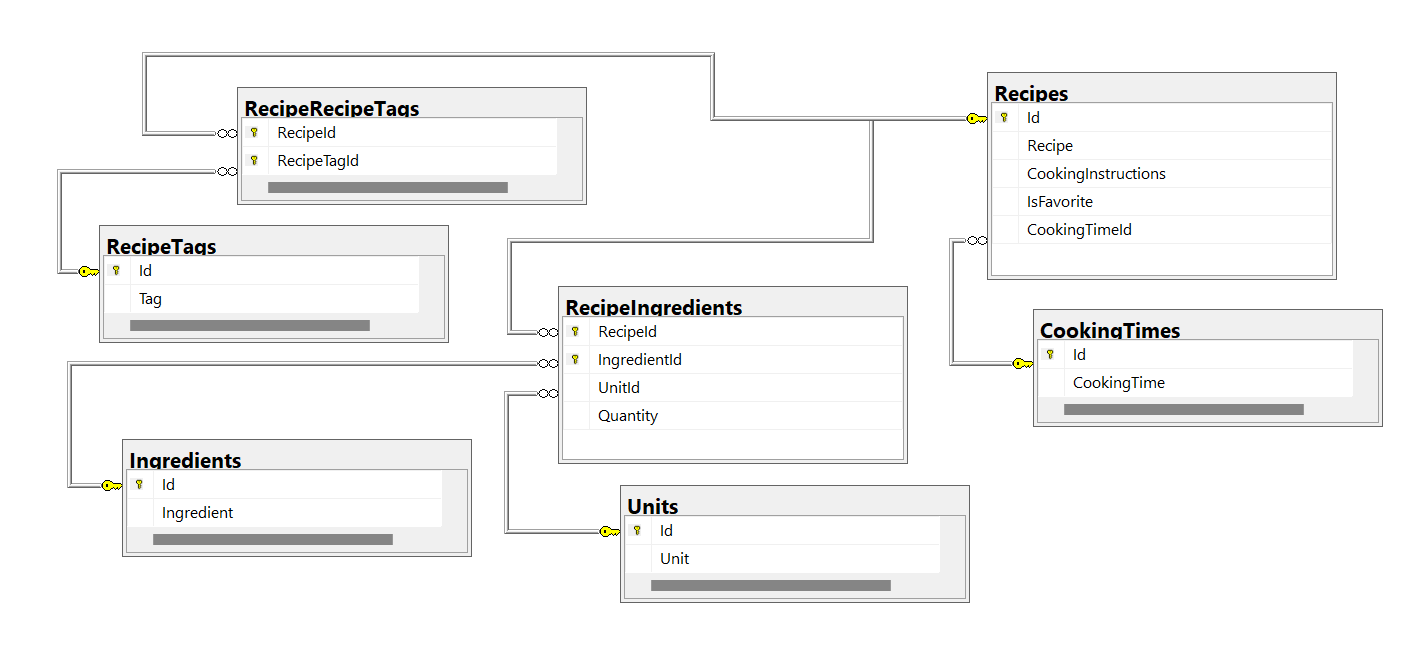 RecipeRecipeTags
RecipeId
RecipeTagId
Recipes
Id
Recipe
CookingInstructions
IsFavorite
CookingTimeId
RecipeTags
Id
Tag
RecipeIngredients
RecipeId
IngredientId
UnitId
Quantity
CookingTimes
Id
CookingTime
Ingredients
Id
Ingredient
Units
Id
Unit